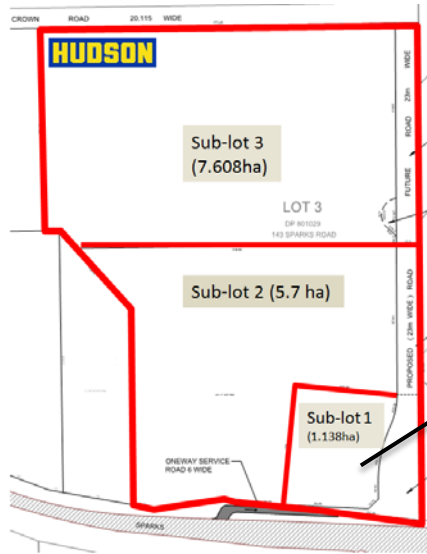 CROWN ROAD 20.115 WIDE
HUDSON
FUTURE ROAD 23m WIDE
Sub-lot 3
(7.608ha)
LOT 3
DP 801029
143 SPARKS ROAD
Sub-lot 2 (5.7 ha)
PROPOSED (23m WIDE) ROAD
Sub-lot 1
(1.138ha)
ONEWAY SERVICE
ROAD 6 WIDE
SPARKS